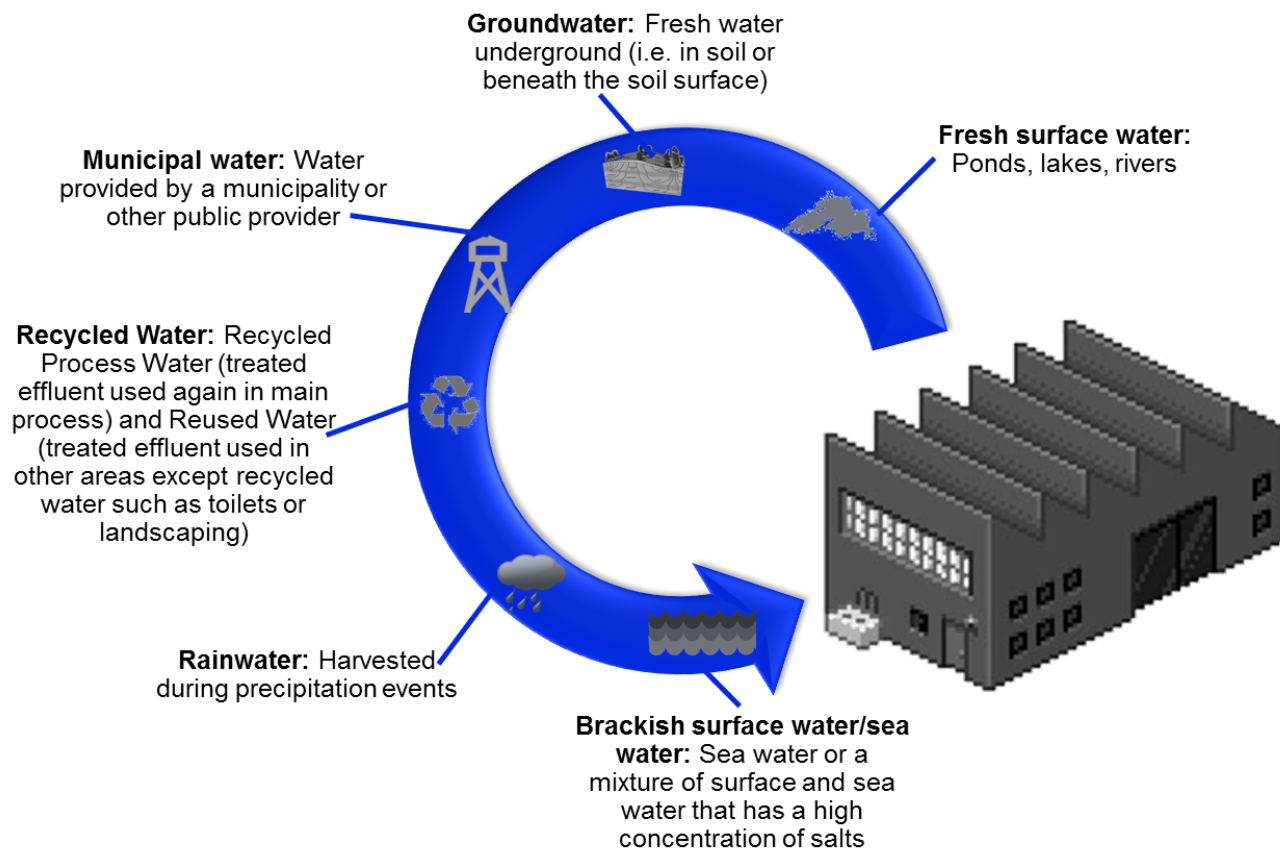 Groundwater: Fresh water
underground (i.e. in soil or
beneath the soil surface)
Fresh surface water:
Ponds, lakes, rivers
Municipal water: Water
provided by a municipality or
other public provider
Recycled Water: Recycled
Process Water (treated
effluent used again in main
process) and Reused Water
(treated effluent used in
other areas except recycled
water such as toilets or
landscaping)
Rainwater: Harvested
during precipitation events
Brackish surface water/sea
water: Sea water or a
mixture of surface and sea
water that has a high
concentration of salts